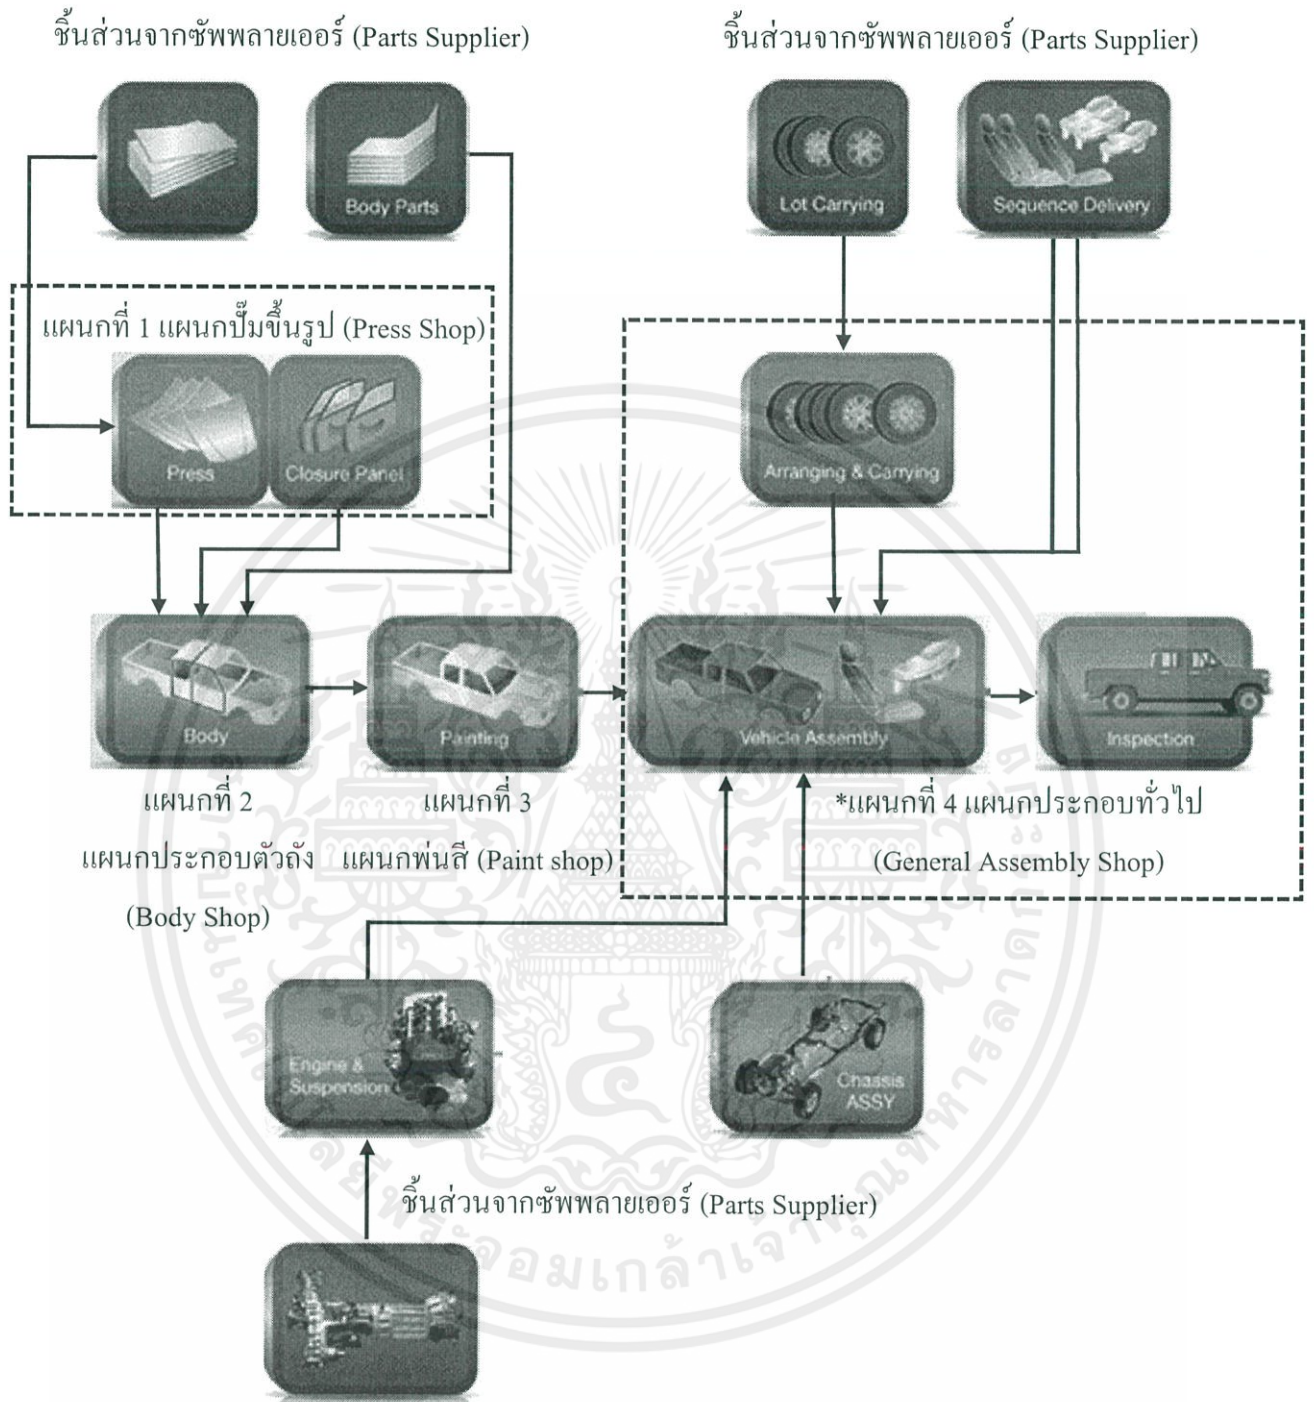 ชิ้นส่วนจากซัพพลายเออร์ (Parts Supplier)
ชิ้นส่วนจากซัพพลายเออร์ (Parts Supplier)
Body Parts
Lot Carrying
Sequence Delivery
แผนกที่ 1 แผนกปั๊มขึ้นรูป (Press Shop)
Press
Closure Panel
Arranging & Carrying
Body
Painting
Vehicle Assembly
Inspection
แผนกที่ 2
แผนกประกอบตัวถัง
(Body Shop)
แผนกที่ 3
แผนกพ่นสี (Paint shop)
*แผนกที่ 4 แผนกประกอบทั่วไป
(General Assembly Shop)
Engine &
Suspension
Chassis
ASSY
ชิ้นส่วนจากซัพพลายเออร์ (Parts Supplier)